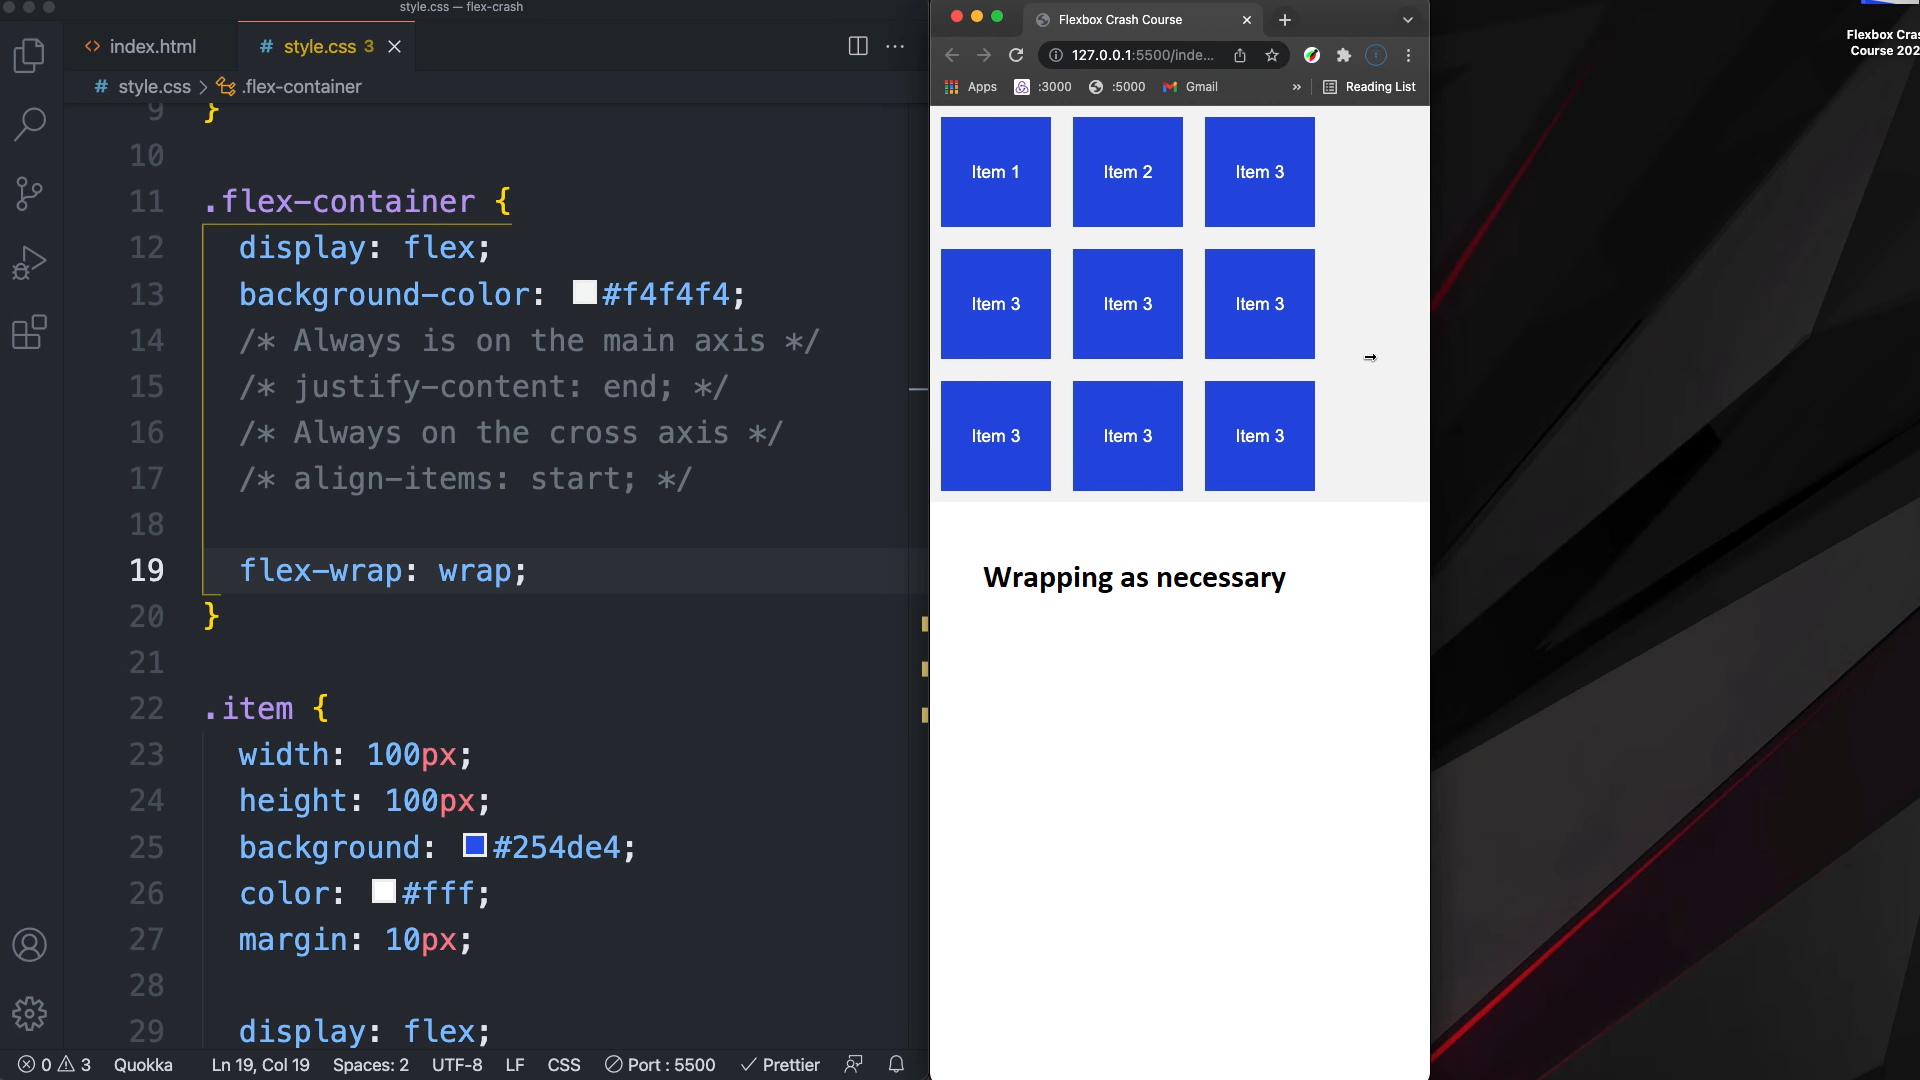 style.css — flex-crash
index.html
# style.css 3
# style.css > .flex-container
9 }
10
11 .flex-container {
12 display: flex;
13 background-color: #f4f4f4;
14 /* Always is on the main axis */
15 /* justify-content: end; */
16 /* Always on the cross axis */
17 /* align-items: start; */
18
19 flex-wrap: wrap;
20 }
21
22 .item {
23 width: 100px;
24 height: 100px;
25 background: #254de4;
26 color: #fff;
27 margin: 10px;
28
29 display: flex;
0 3 Quokka Ln 19, Col 19 Spaces: 2 UTF-8 LF CSS Port : 5500 Prettier
Flexbox Crash Course
127.0.0.1:5500/inde...
Apps :3000 :5000 Gmail » Reading List
Item 1 Item 2 Item 3
Item 3 Item 3 Item 3
Item 3 Item 3 Item 3
Wrapping as necessary
Flexbox Cras
Course 202